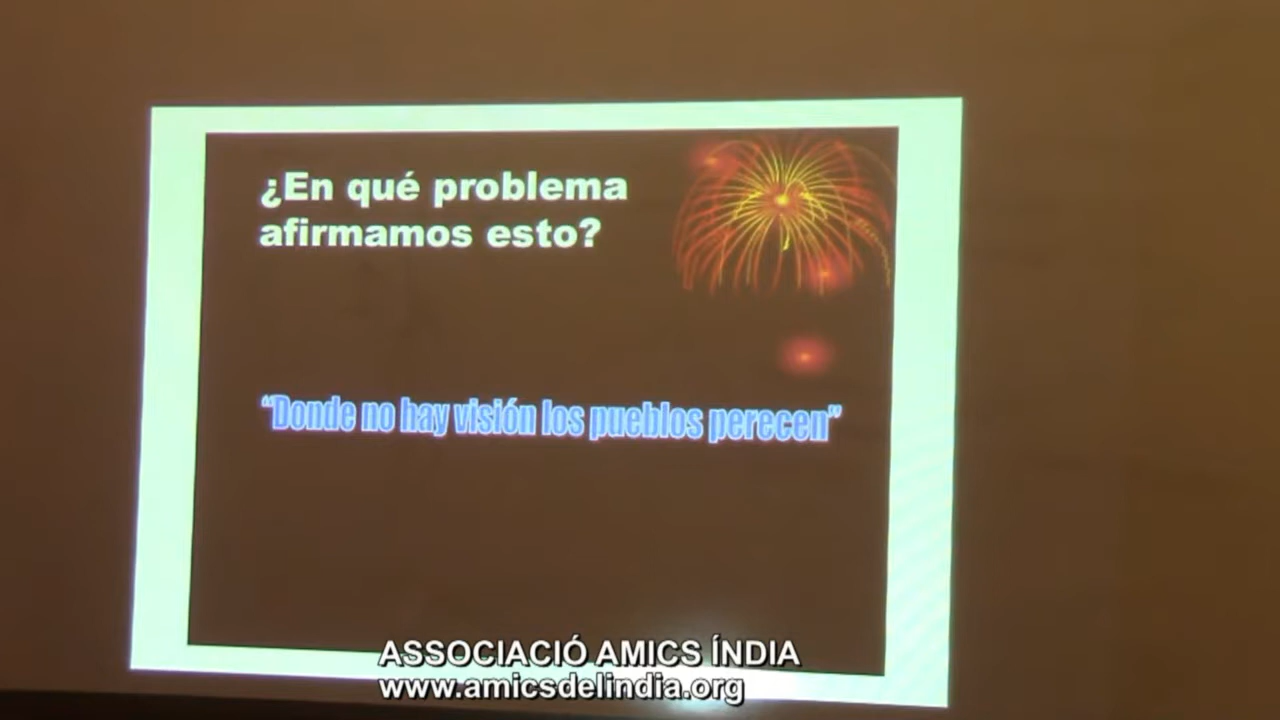 ¿En qué problema
afirmamos esto?
“Donde no hay visión los pueblos perecen”
ASSOCIACIÓ AMICS ÍNDIA
www.amicsdelindia.org